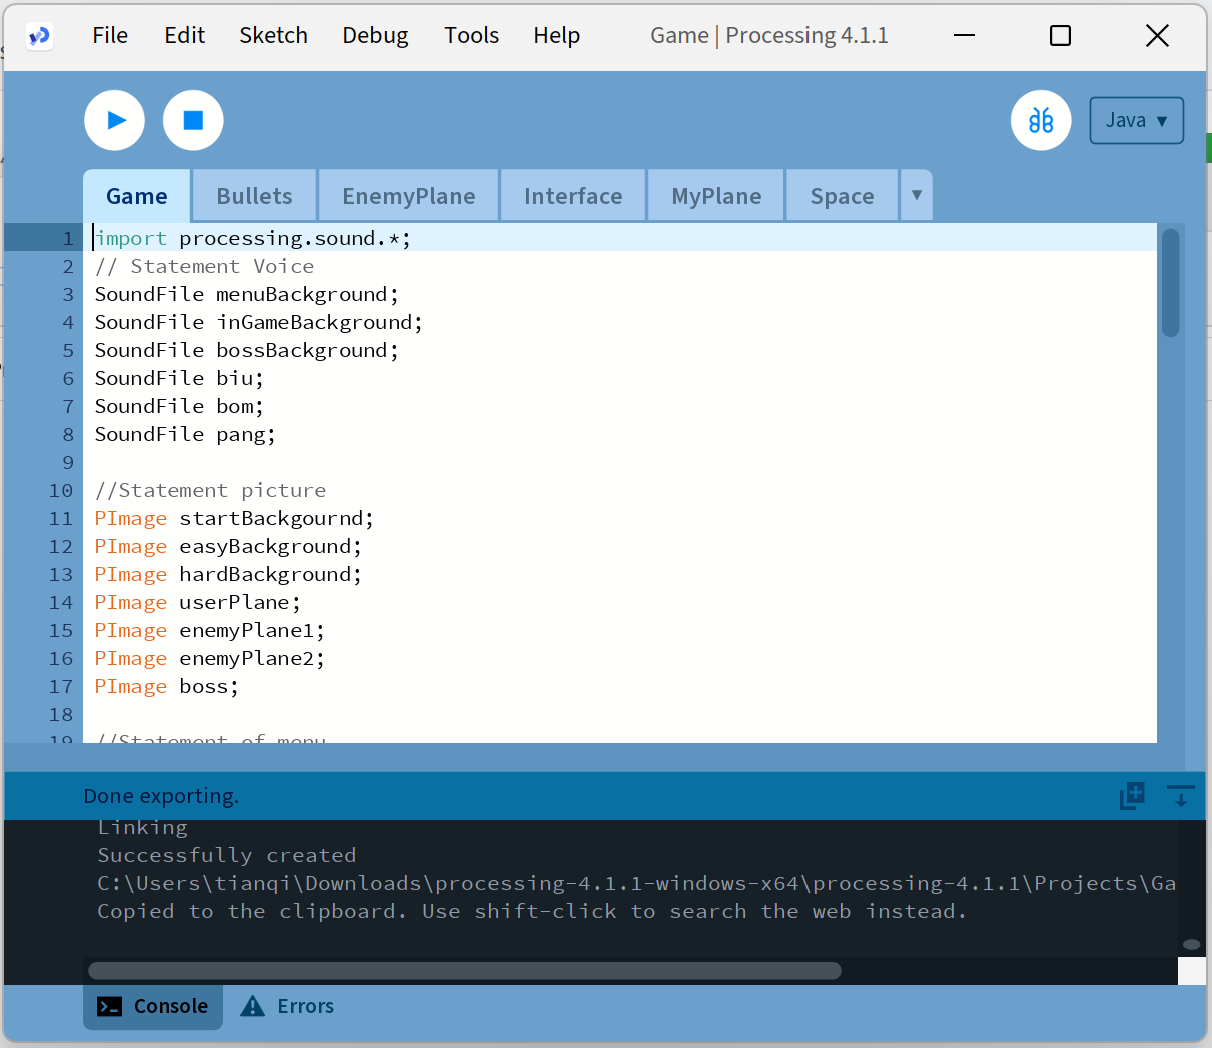 File Edit Sketch Debug Tools Help Game | Processing 4.1.1
Java
Game Bullets EnemyPlane Interface MyPlane Space
1 import processing.sound.*;
2 // Statement Voice
3 SoundFile menuBackground;
4 SoundFile inGameBackground;
5 SoundFile bossBackground;
6 SoundFile biu;
7 SoundFile bom;
8 SoundFile pang;
9
10 //Statement picture
11 PImage startBackgournd;
12 PImage easyBackground;
13 PImage hardBackground;
14 PImage userPlane;
15 PImage enemyPlane1;
16 PImage enemyPlane2;
17 PImage boss;
18
19 //Statement of menu
Done exporting.
Linking
Successfully created
C:\Users\tianqi\Downloads\processing-4.1.1-windows-x64\processing-4.1.1\Projects\Ga
Copied to the clipboard. Use shift-click to search the web instead.
Console Errors